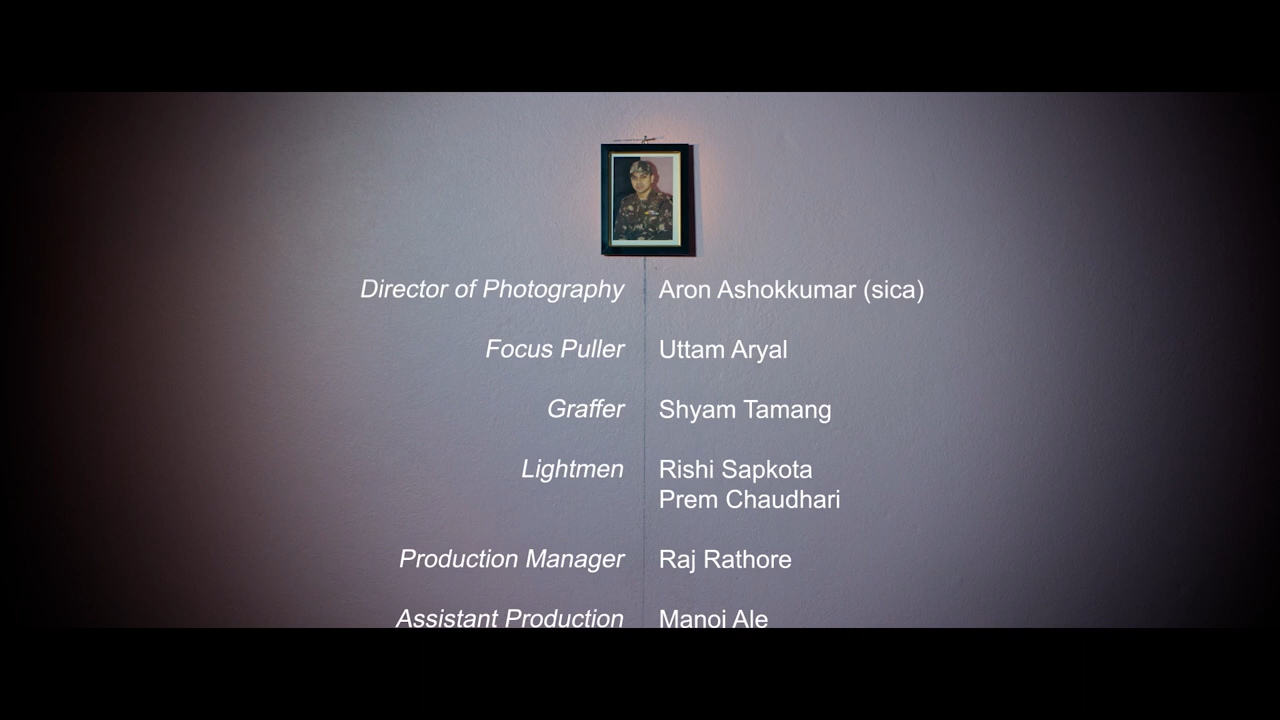 Director of Photography Aron Ashokkumar (sica)
Focus Puller Uttam Aryal
Graffer Shyam Tamang
Lightmen Rishi Sapkota
Prem Chaudhari
Production Manager Raj Rathore
Assistant Production Manoj Ale